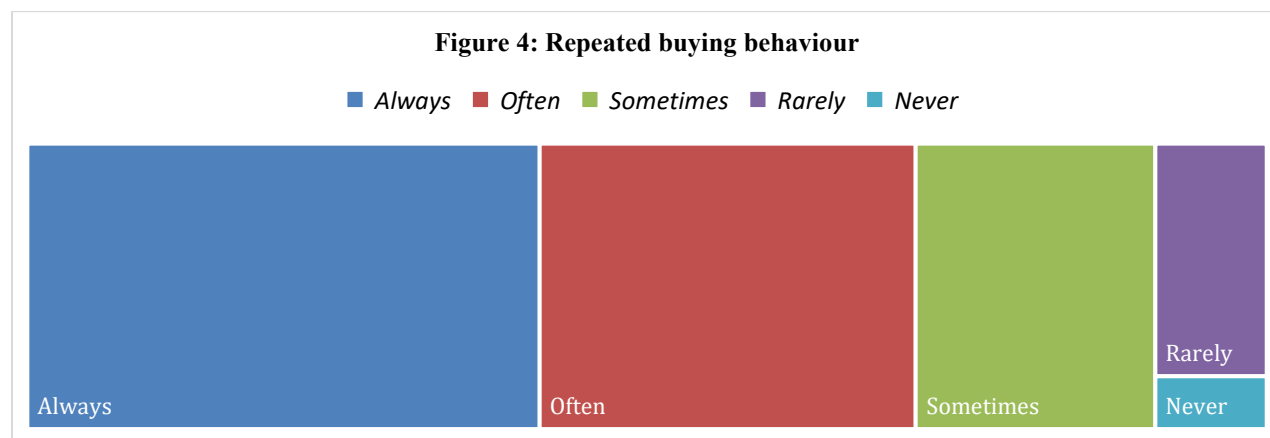 Figure 4: Repeated buying behaviour
Always Often Sometimes Rarely Never
Rarely
Always Often Sometimes Never